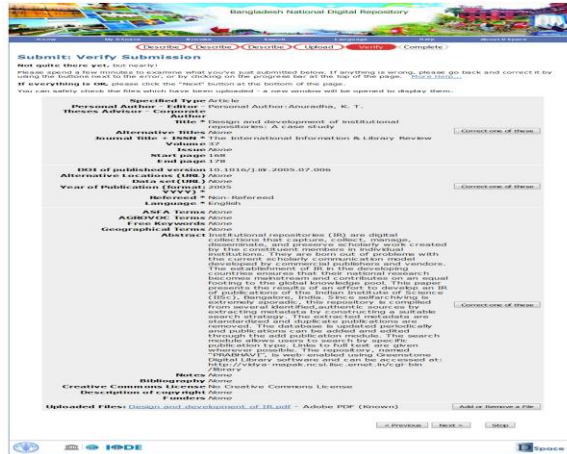 Bangladesh National Digital Repository
Home My DSpace Browse Search Language Help About DSpace
Describe Describe Describe Upload Verify Complete
Submit: Verify Submission
Not quite there yet, but nearly!
Please spend a few minutes to examine what you've just submitted below. If anything is wrong, please go back and correct it by
using the buttons next to the error, or by clicking on the progress bar at the top of the page. More Help...
If everything is OK, please click the "Next" button at the bottom of the page.
You can safely check the files which have been uploaded - a new window will be opened to display them.
Specified Type Article
Personal Author - Editor - Personal Author:Anuradha, K. T.
Theses Advisor - Corporate
Author
Title * Design and development of institutional
repositories: A case study
Alternative Titles None
Correct one of these
Journal Title + ISSN * The International Information & Library Review
Volume 37
Issue None
Start page 168
End page 178
DOI of published version 10.1016/j.iilr.2005.07.006
Alternative Locations (URL) None
Data set(URL) None
Year of Publication (format: 2005
YYYY) *
Correct one of these
Refereed * Non-Refereed
Language * English
ASFA Terms None
AGROVOC Terms None
Free Keywords None
Geographical Terms None
Abstract Institutional repositories (IR) are digital
collections that capture, collect, manage,
disseminate, and preserve scholarly work created
by the constituent members in individual
institutions. They are born out of problems with
the current scholarly communication model
developed by commercial publishers and vendors.
The establishment of IR in the developing
countries ensures that their national research
becomes mainstream and contributes on an equal
footing to the global knowledge pool. This paper
presents the results of an effort to develop an IR
of publications of the Indian Institute of Science
(IISc), Bangalore, India. Since selfarchiving is
extremely sporadic, this repository is compiled
from several identified,authentic sources by
extracting metadata by constructing a suitable
search strategy. The extracted metadata are
standardized and duplicate publications are
removed. The database is updated periodically
and publications can be added and edited
through the add publication module. The search
module allows users to search by specific
publication type. Links to full text are given
wherever possible. The repository, named
"PRABHAVI", is web-enabled using Greenstone
Digital Library software and can be accessed at:
http://vidya-mapak.ncsi.iisc.ernet.in/cgi-bin
/library
Correct one of these
Notes None
Bibliography None
Creative Commons License No Creative Commons License
Description of copyright None
Funders None
Uploaded Files: Design and development of IR.pdf - Adobe PDF (Known)
Add or Remove a File
< Previous Next > Stop
IODE
DSpace